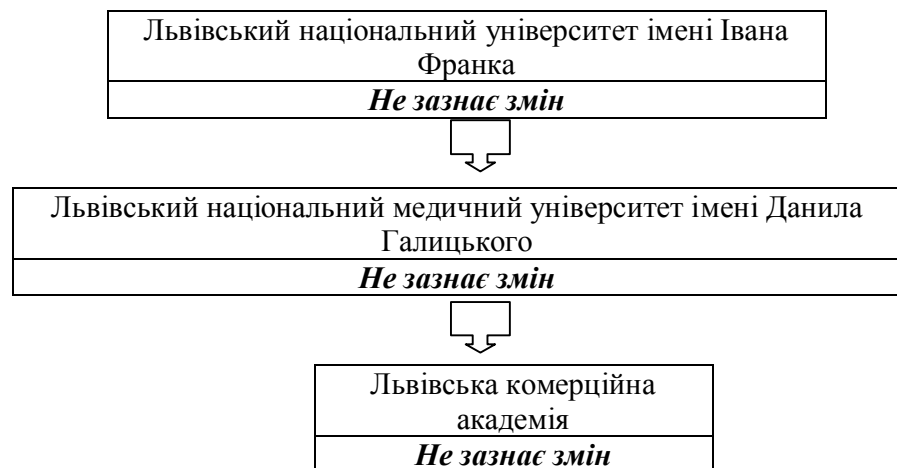 Львівський національний університет імені Івана
Франка
Не зазнає змін
Львівський національний медичний університет імені Данила
Галицького
Не зазнає змін
Львівська комерційна
академія
Не зазнає змін